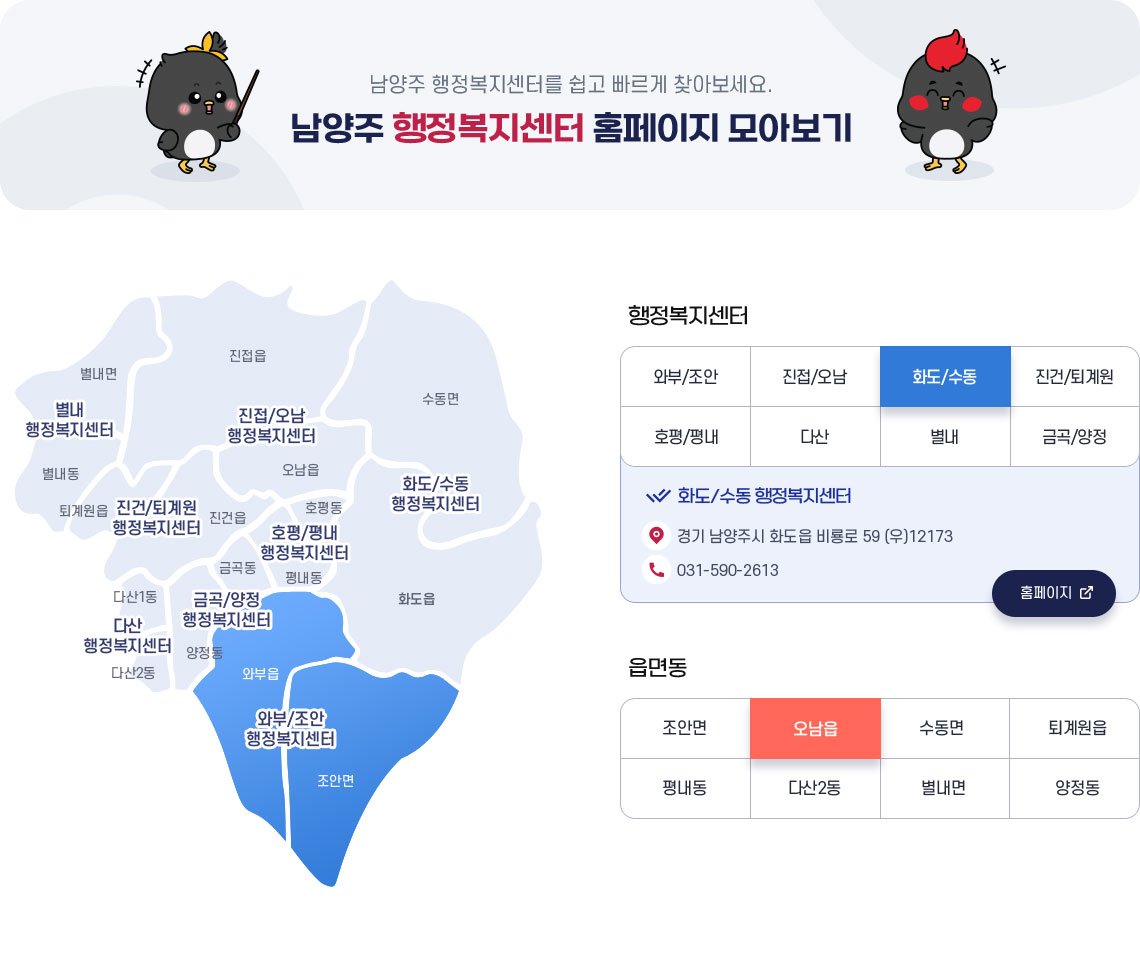 남양주 행정복지센터를 쉽고 빠르게 찾아보세요.
남양주 행정복지센터 홈페이지 모아보기
진접읍
별내면
수동면
별내
행정복지센터
진접/오남
행정복지센터
별내동
오남읍
화도/수동
행정복지센터
퇴계원읍
진건/퇴계원
행정복지센터
진건읍
호평동
호평/평내
행정복지센터
금곡동
평내동
다산1동
금곡/양정
행정복지센터
화도읍
다산
행정복지센터
양정동
다산2동
와부읍
와부/조안
행정복지센터
조안면
행정복지센터
와부/조안 진접/오남 화도/수동 진건/퇴계원
호평/평내 다산 별내 금곡/양정
화도/수동 행정복지센터
경기 남양주시 화도읍 비룡로 59 (우)12173
031-590-2613
홈페이지
읍면동
조안면 오남읍 수동면 퇴계원읍
평내동 다산2동 별내면 양정동